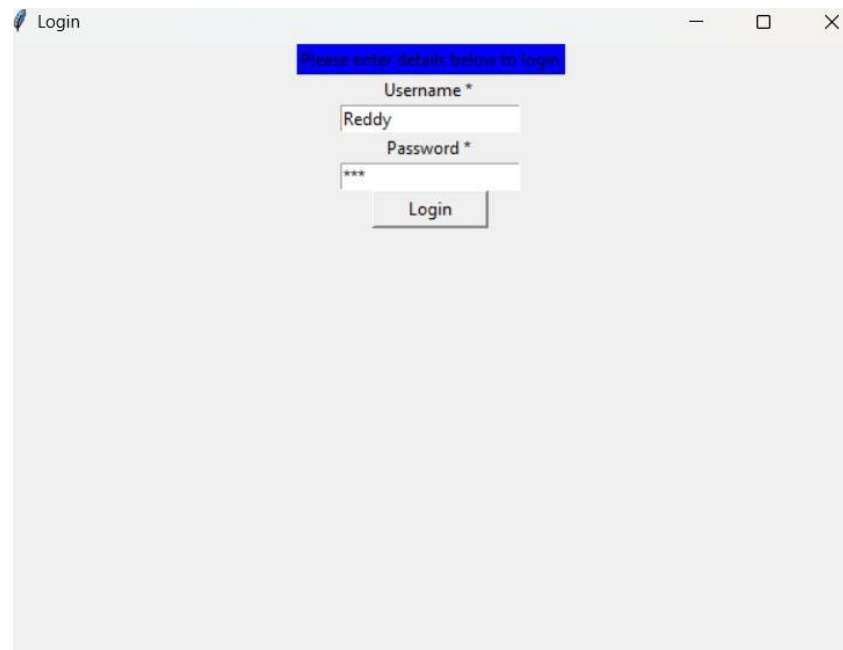 Login
Please enter details below to login
Username *
Reddy
Password *
***
Login